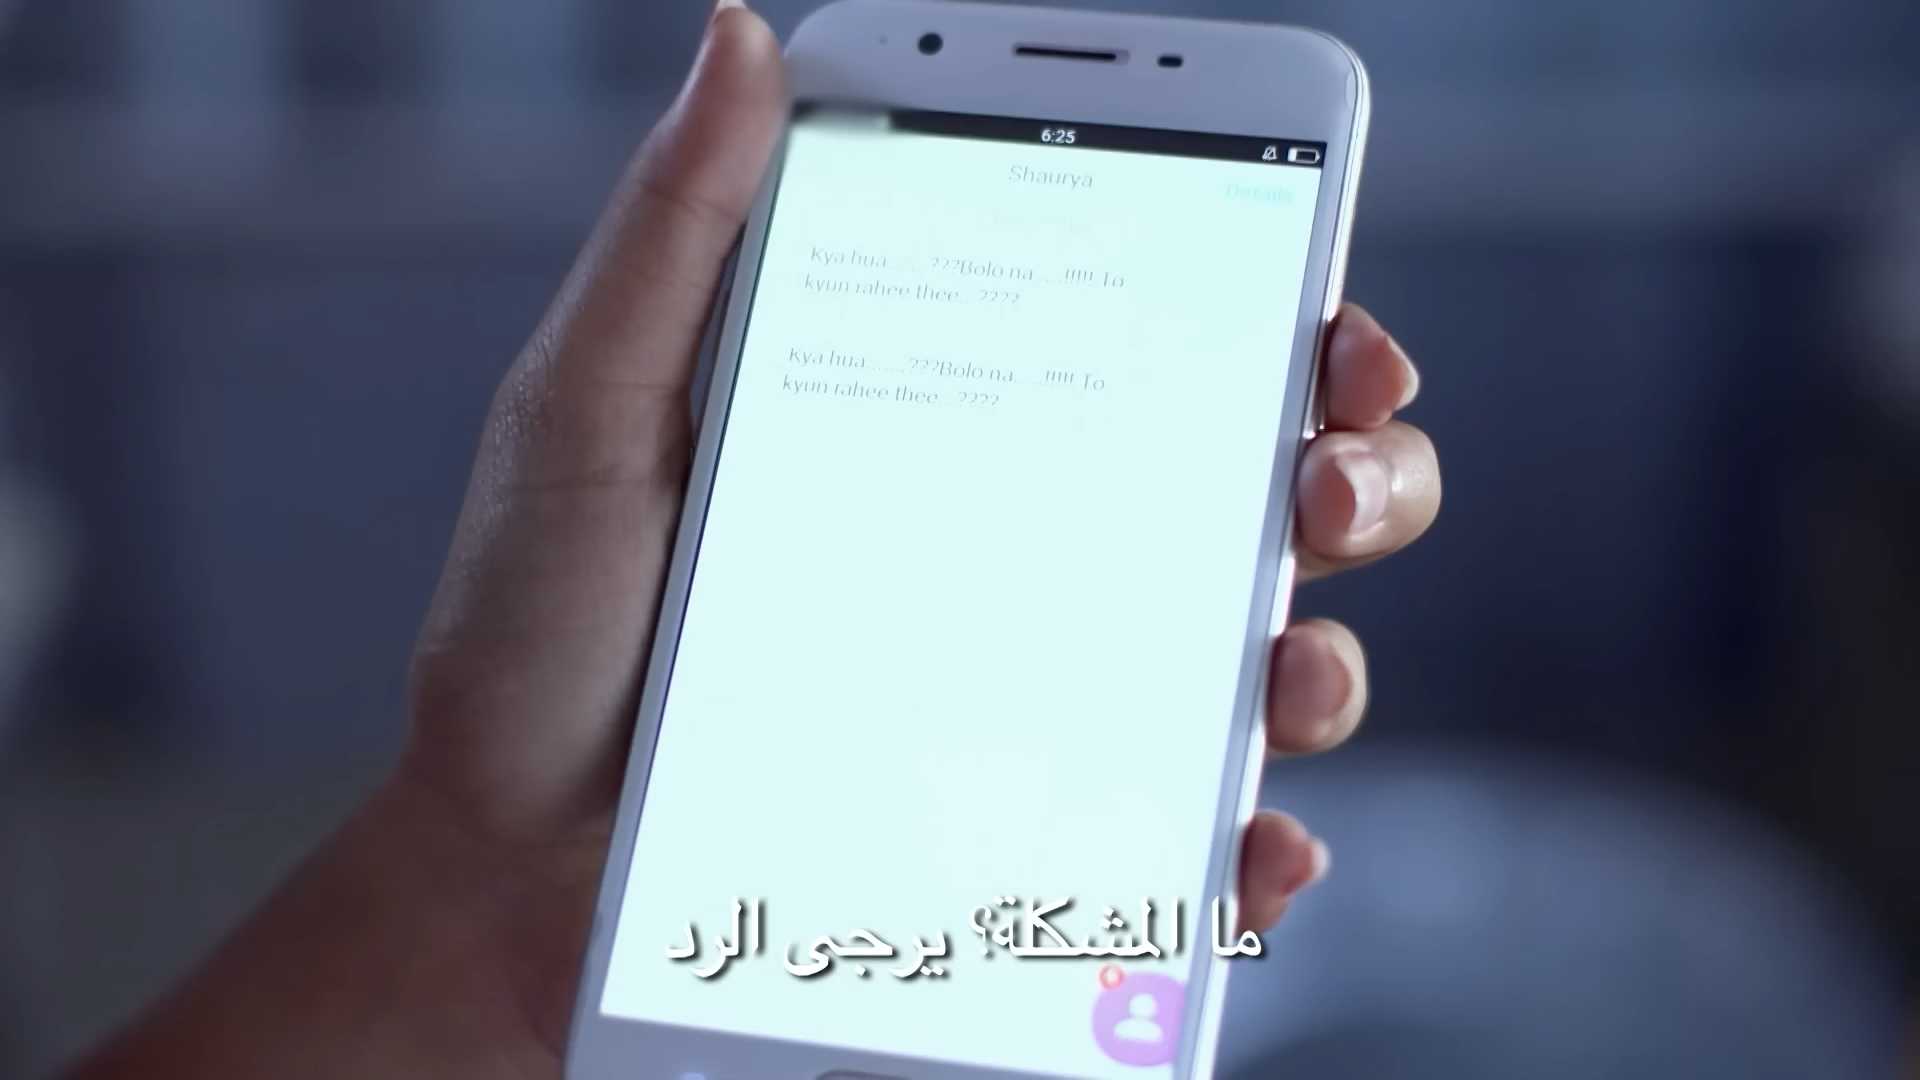 6:25
Shaurya
Details
Kya hua.......???Bolo na.....!!!!! To
kyun rahee thee...????
Kya hua.......???Bolo na.....!!!!! To
kyun rahee thee...????
ما المشكلة؟ يرجى الرد